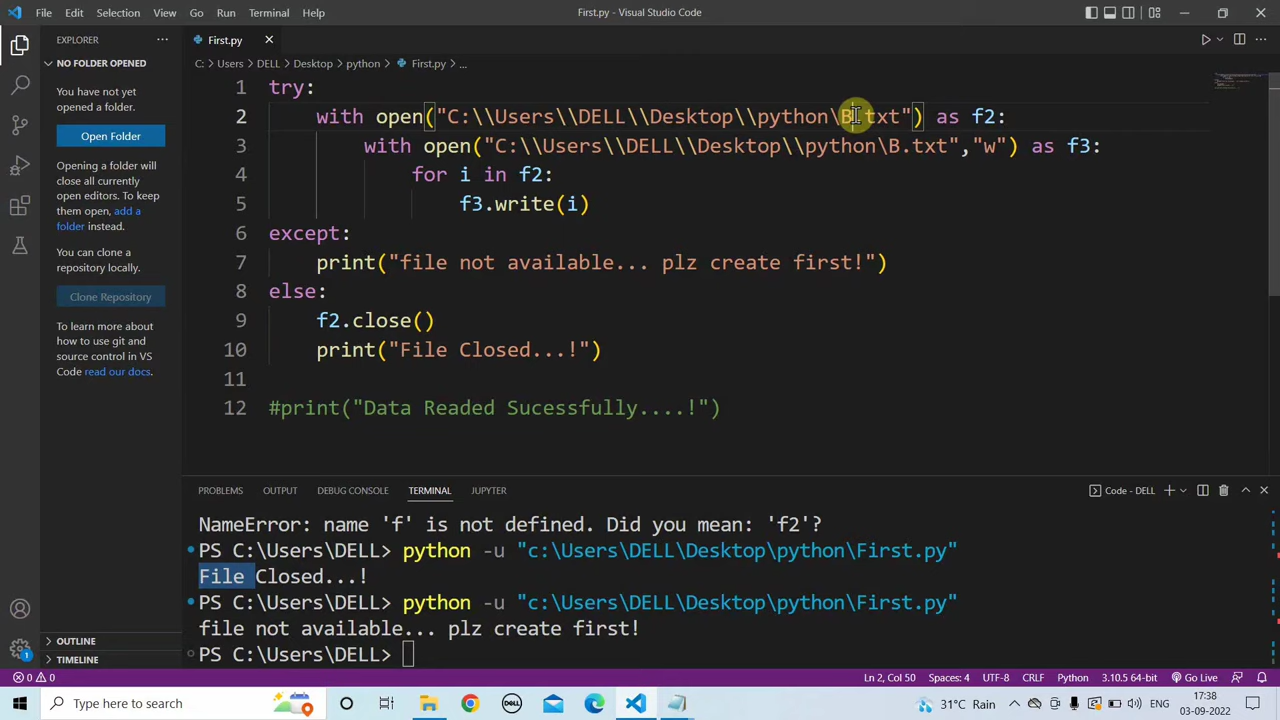 File Edit Selection View Go Run Terminal Help
First.py - Visual Studio Code
EXPLORER
NO FOLDER OPENED
You have not yet
opened a folder.
Open Folder
Opening a folder will
close all currently
open editors. To keep
them open, add a
folder instead.
You can clone a
repository locally.
Clone Repository
To learn more about
how to use git and
source control in VS
Code read our docs.
OUTLINE
TIMELINE
First.py
C: > Users > DELL > Desktop > python > First.py > ...
1 try:
2 with open("C:\\Users\\DELL\\Desktop\\python\B.txt") as f2:
3 with open("C:\\Users\\DELL\\Desktop\\python\B.txt","w") as f3:
4 for i in f2:
5 f3.write(i)
6 except:
7 print("file not available... plz create first!")
8 else:
9 f2.close()
10 print("File Closed...!")
11
12 #print("Data Readed Sucessfully....!")
PROBLEMS OUTPUT DEBUG CONSOLE TERMINAL JUPYTER
Code - DELL
NameError: name 'f' is not defined. Did you mean: 'f2'?
PS C:\Users\DELL> python -u "c:\Users\DELL\Desktop\python\First.py"
File Closed...!
PS C:\Users\DELL> python -u "c:\Users\DELL\Desktop\python\First.py"
file not available... plz create first!
PS C:\Users\DELL>
1
0 0
Ln 2, Col 50 Spaces: 4 UTF-8 CRLF Python 3.10.5 64-bit Go Live
Type here to search
DELL
31°C Rain
ENG
17:38
03-09-2022